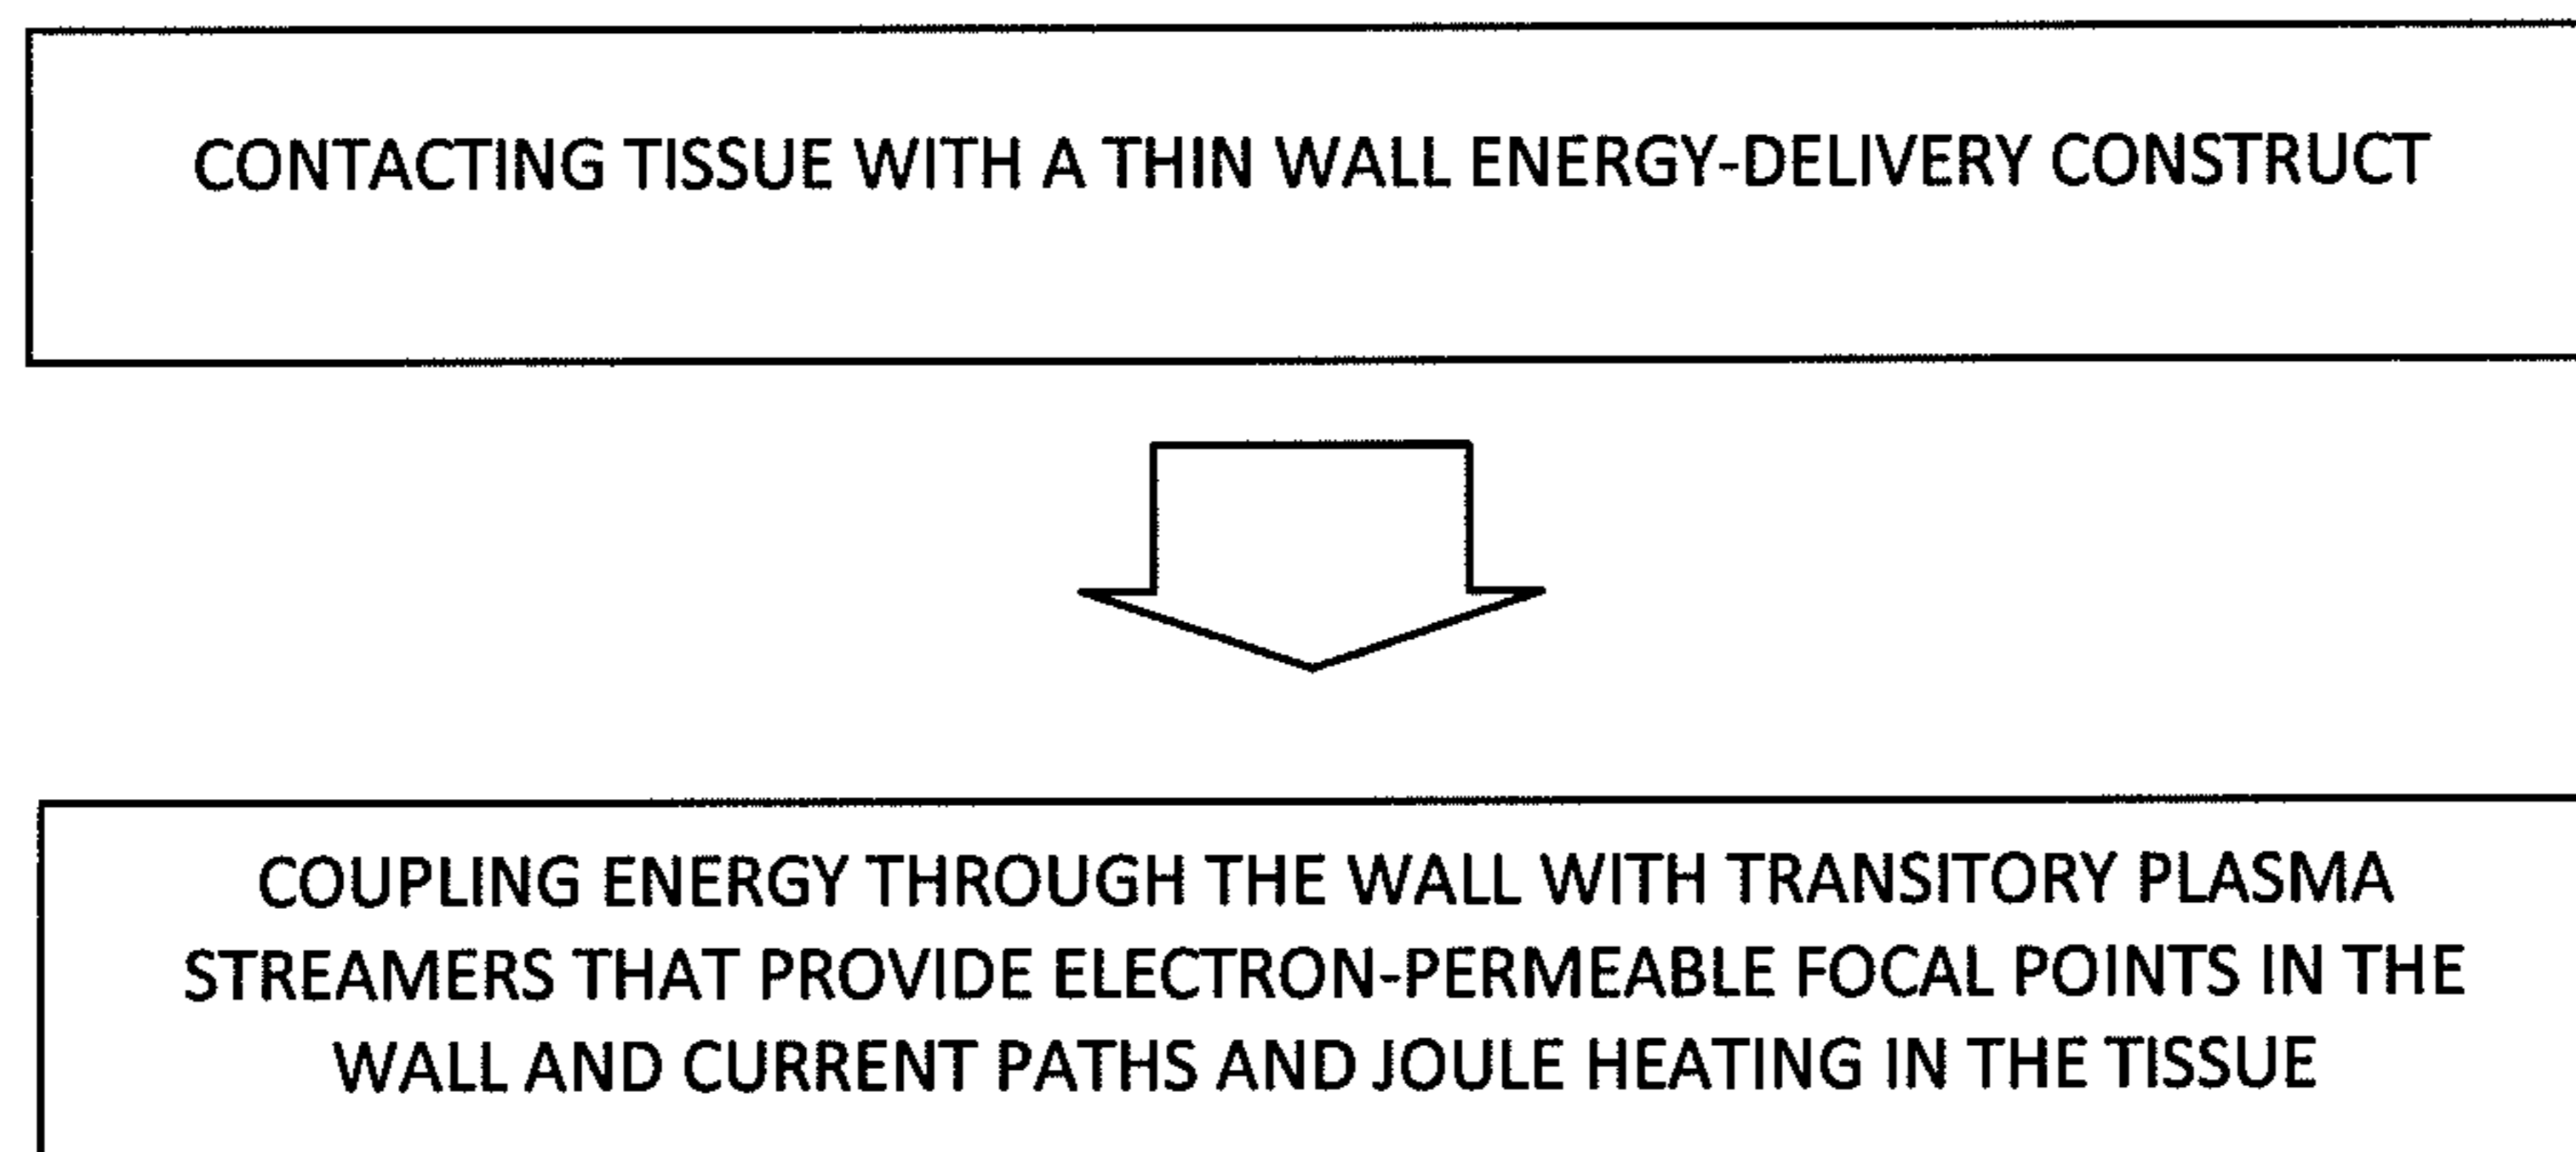 CONTACTING TISSUE WITH A THIN WALL ENERGY-DELIVERY CONSTRUCT
COUPLING ENERGY THROUGH THE WALL WITH TRANSITORY PLASMA
STREAMERS THAT PROVIDE ELECTRON-PERMEABLE FOCAL POINTS IN THE
WALL AND CURRENT PATHS AND JOULE HEATING IN THE TISSUE